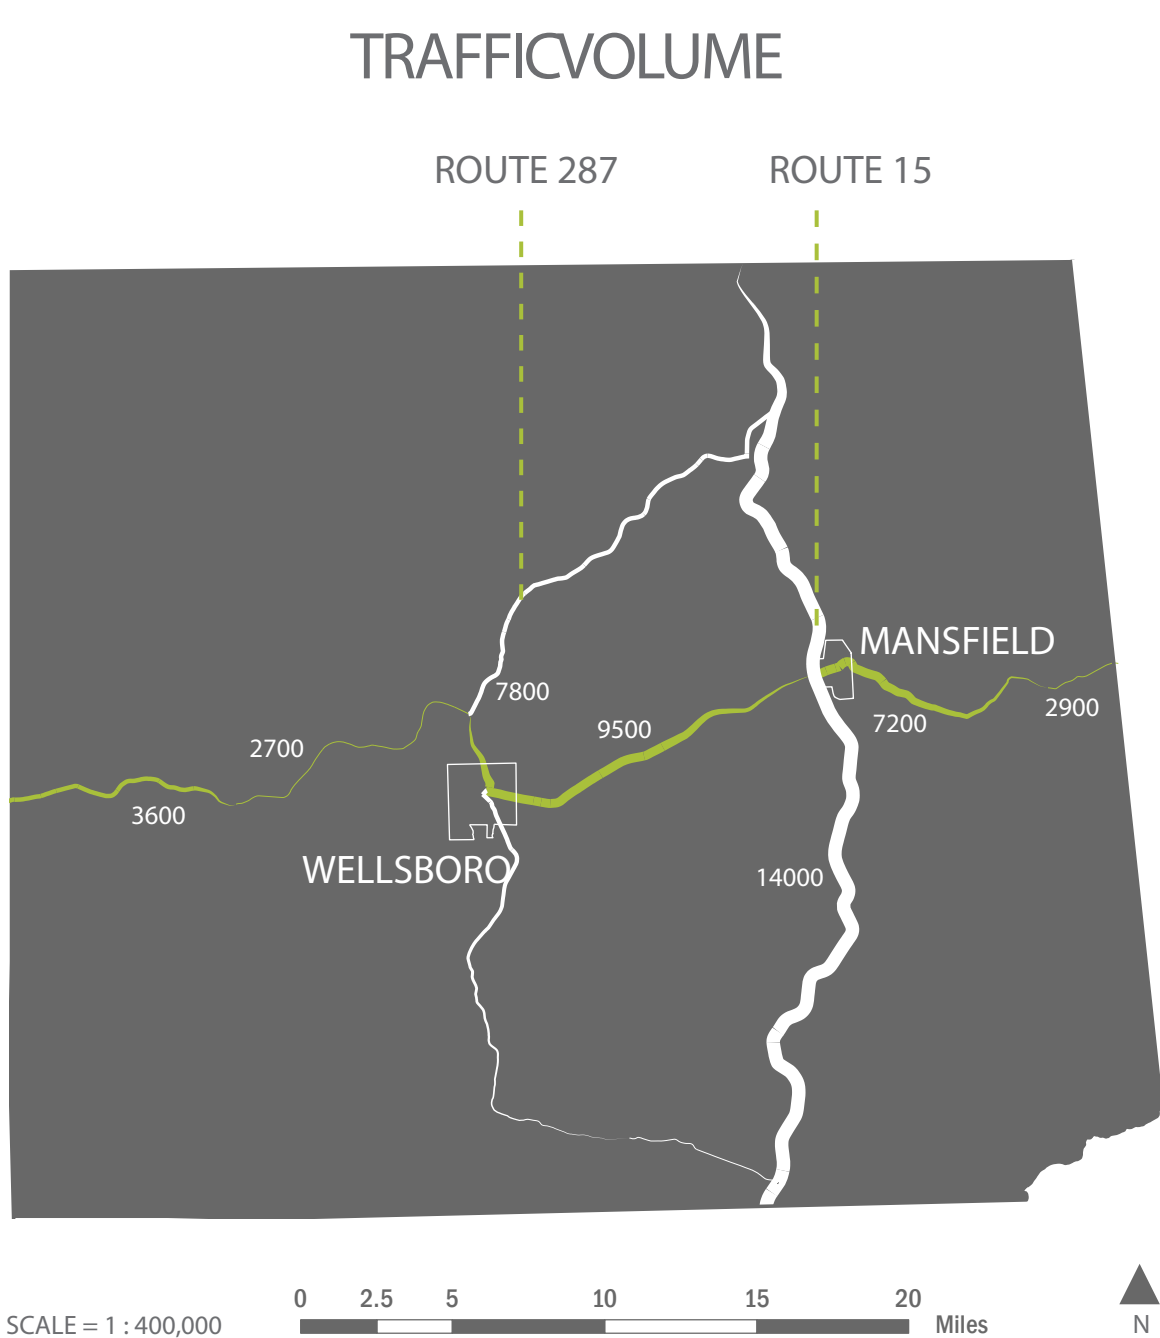 TRAFFICVOLUME
ROUTE 287
ROUTE 15
MANSFIELD
7800
2900
9500
7200
2700
3600
WELLSBORO
14000
0 2.5 5 10 15 20
SCALE = 1 : 400,000
Miles
N